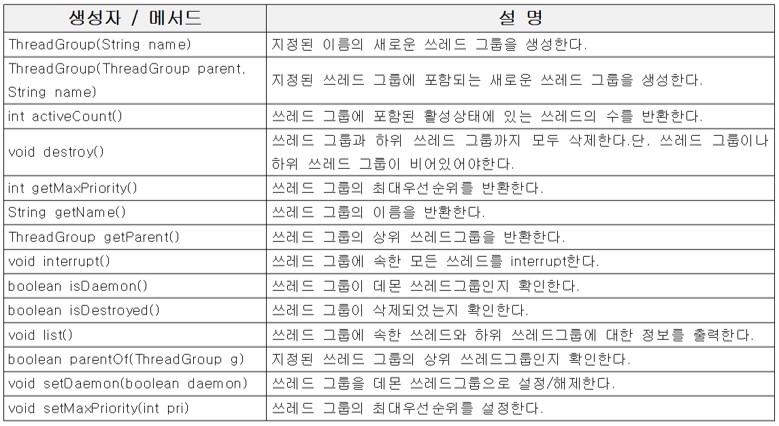 생성자 / 메서드
설 명
ThreadGroup(String name)
지정된 이름의 새로운 쓰레드 그룹을 생성한다.
ThreadGroup(ThreadGroup parent,
String name)
지정된 쓰레드 그룹에 포함되는 새로운 쓰레드 그룹을 생성한다.
int activeCount()
쓰레드 그룹에 포함된 활성상태에 있는 쓰레드의 수를 반환한다.
void destroy()
쓰레드 그룹과 하위 쓰레드 그룹까지 모두 삭제한다.단, 쓰레드 그룹이나
하위 쓰레드 그룹이 비어있어야한다.
int getMaxPriority()
쓰레드 그룹의 최대우선순위를 반환한다.
String getName()
쓰레드 그룹의 이름을 반환한다.
ThreadGroup getParent()
쓰레드 그룹의 상위 쓰레드그룹을 반환한다.
void interrupt()
쓰레드 그룹에 속한 모든 쓰레드를 interrupt한다.
boolean isDaemon()
쓰레드 그룹이 데몬 쓰레드그룹인지 확인한다.
boolean isDestroyed()
쓰레드 그룹이 삭제되었는지 확인한다.
void list()
쓰레드 그룹에 속한 쓰레드와 하위 쓰레드그룹에 대한 정보를 출력한다.
boolean parentOf(ThreadGroup g)
지정된 쓰레드 그룹의 상위 쓰레드그룹인지 확인한다.
void setDaemon(boolean daemon)
쓰레드 그룹을 데몬 쓰레드그룹으로 설정/해제한다.
void setMaxPriority(int pri)
쓰레드 그룹의 최대우선순위를 설정한다.